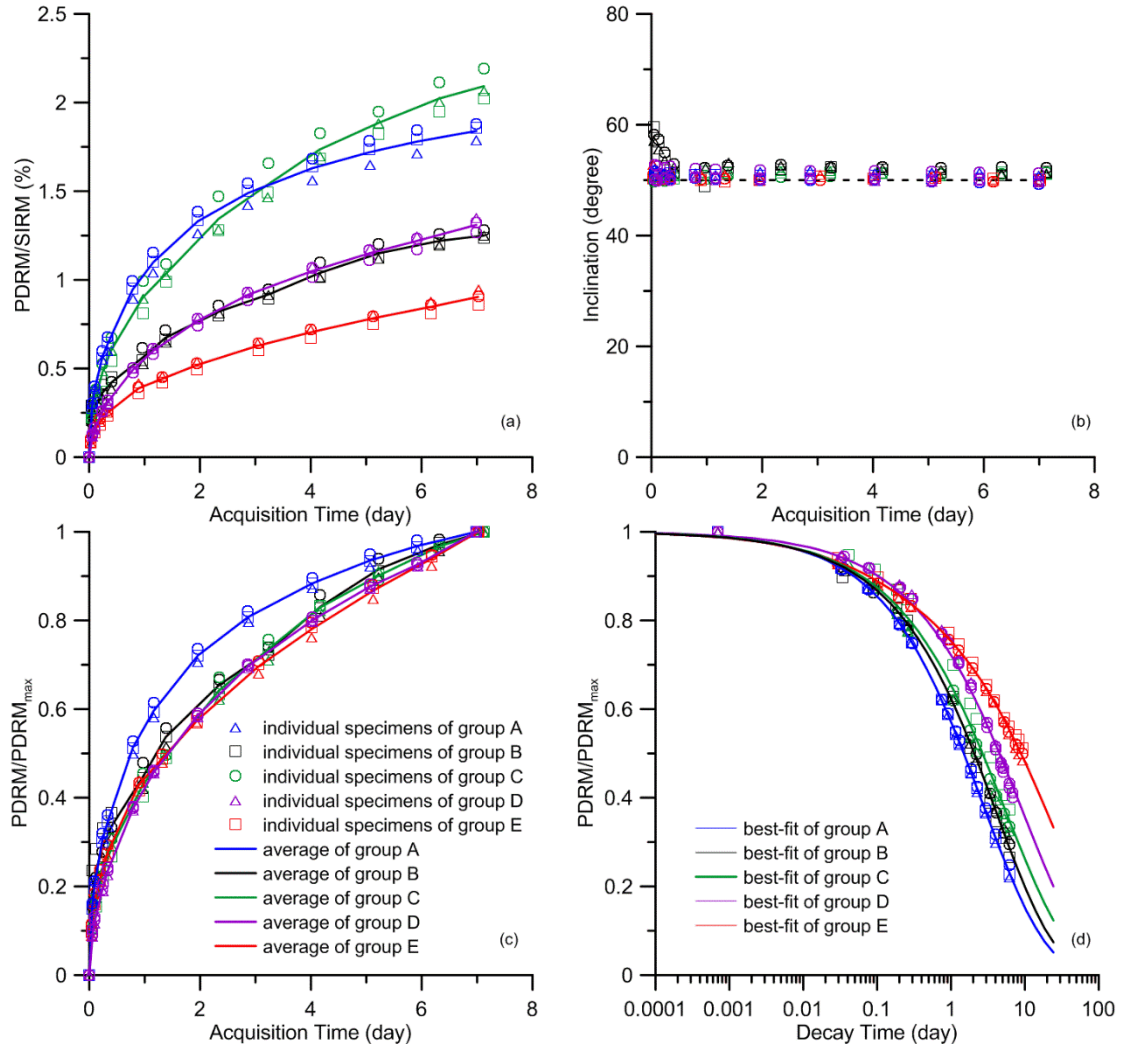 2.5
2
1.5
1
0.5
0
PDRM/SIRM (%)
0 2 4 6 8
Acquisition Time (day)
(a)
80
60
40
20
0
Inclination (degree)
0 2 4 6 8
Acquisition Time (day)
(b)
1
0.8
0.6
0.4
0.2
0
PDRM/PDRMmax
individual specimens of group A
individual specimens of group B
individual specimens of group C
individual specimens of group D
individual specimens of group E
average of group A
average of group B
average of group C
average of group D
average of group E
(c)
0 2 4 6 8
Acquisition Time (day)
1
0.8
0.6
0.4
0.2
0
PDRM/PDRMmax
best-fit of group A
best-fit of group B
best-fit of group C
best-fit of group D
best-fit of group E
(d)
0.0001 0.001 0.01 0.1 1 10 100
Decay Time (day)